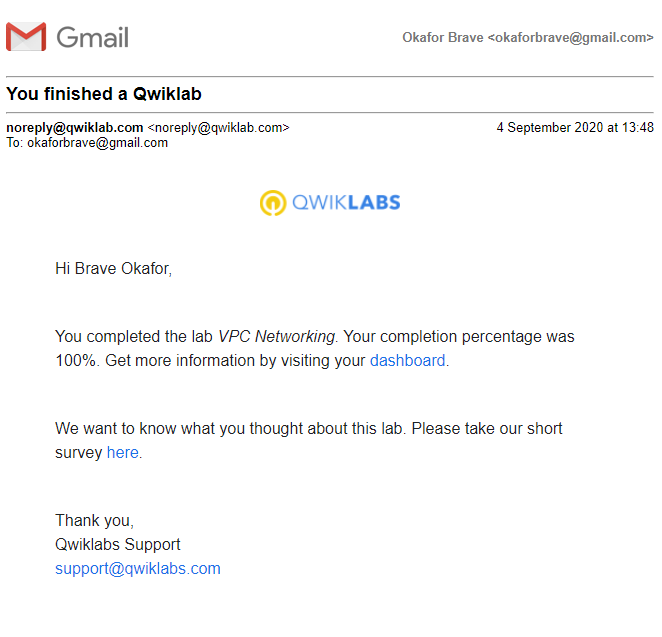 Gmail
Okafor Brave <okaforbrave@gmail.com>
You finished a Qwiklab
noreply@qwiklab.com <noreply@qwiklab.com>
4 September 2020 at 13:48
To: okaforbrave@gmail.com
QWIKLABS
Hi Brave Okafor,
You completed the lab VPC Networking. Your completion percentage was
100%. Get more information by visiting your dashboard.
We want to know what you thought about this lab. Please take our short
survey here.
Thank you,
Qwiklabs Support
support@qwiklabs.com